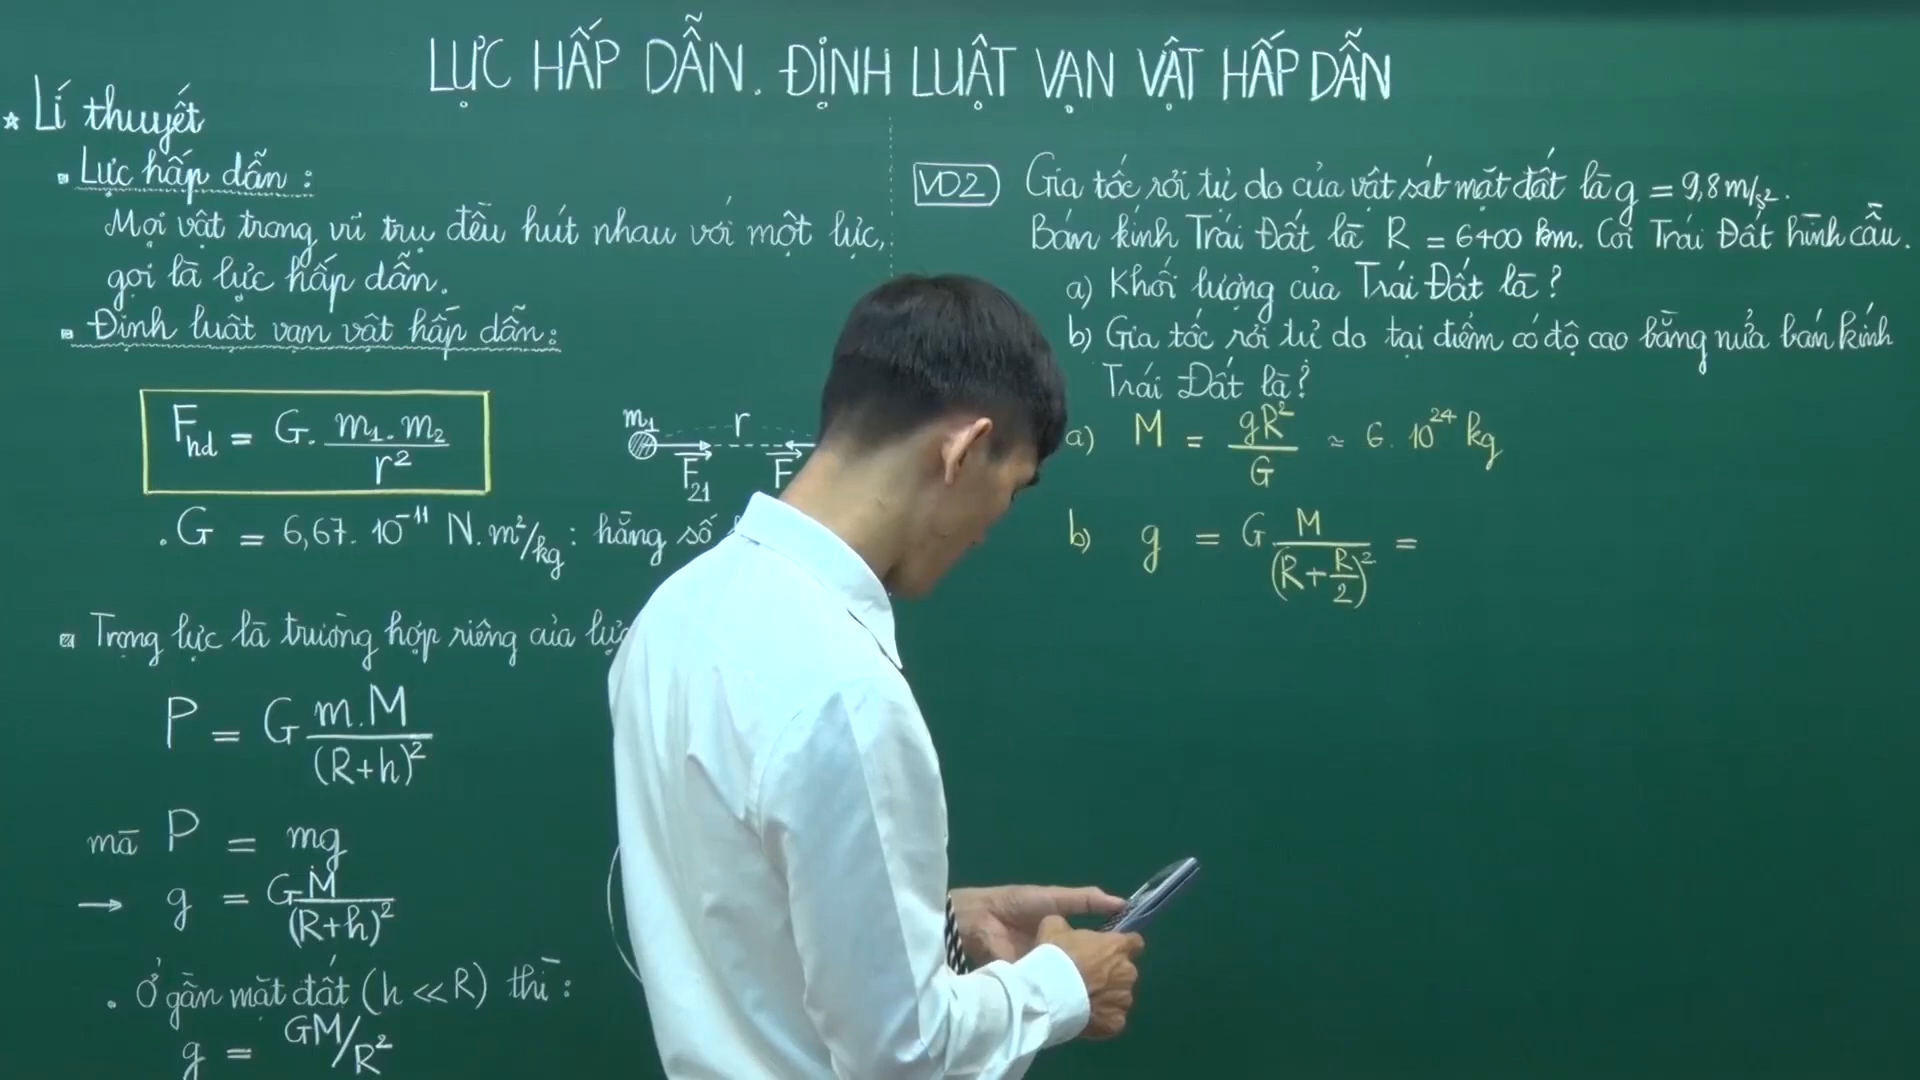 LỰC HẤP DẪN. ĐỊNH LUẬT VẠN VẬT HẤP DẪN
* Lí thuyết
Lực hấp dẫn:
Mọi vật trong vũ trụ đều hút nhau với một lực,
gọi là lực hấp dẫn.
Định luật vạn vật hấp dẫn:
F_hd = G. m₁.m₂ / r²
m₁ r
F₂₁ F
. G = 6,67. 10⁻¹¹ N.m²/kg : hằng số
Trọng lực là trường hợp riêng của lực
P = G m.M / (R+h)²
mà P = mg
→ g = GM / (R+h)²
. Ở gần mặt đất (h ≪ R) thì:
g = GM/R²
VD2 Gia tốc rơi tự do của vật sát mặt đất là g = 9,8 m/s².
Bán kính Trái Đất là R = 6400 km. Coi Trái Đất hình cầu.
a) Khối lượng của Trái Đất là?
b) Gia tốc rơi tự do tại điểm có độ cao bằng nửa bán kính
Trái Đất là?
a) M = gR² / G ≈ 6. 10²⁴ kg
b) g = G M / (R + R/2)² =